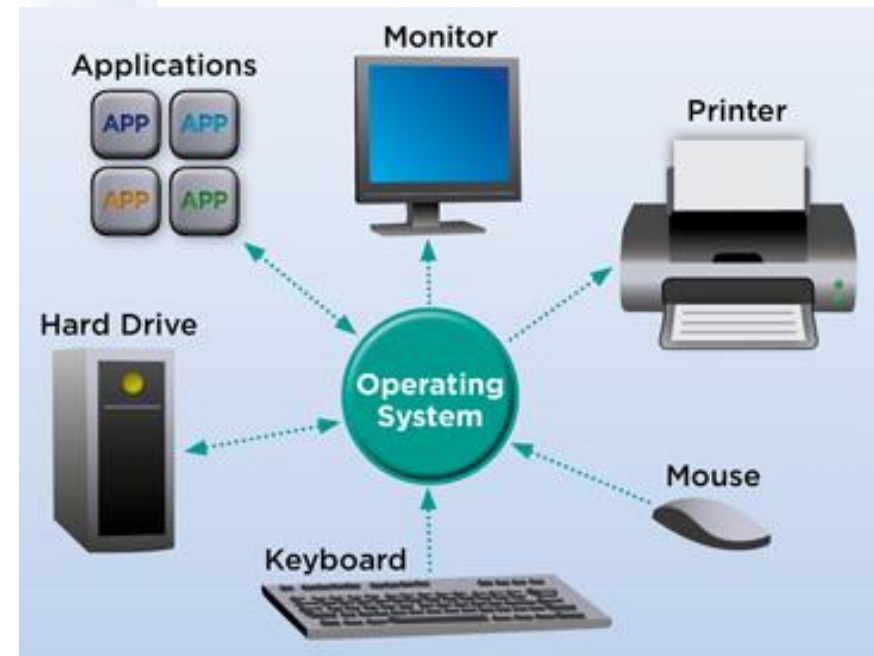 Monitor
Applications
APP APP
APP APP
Printer
Hard Drive
Operating
System
Mouse
Keyboard